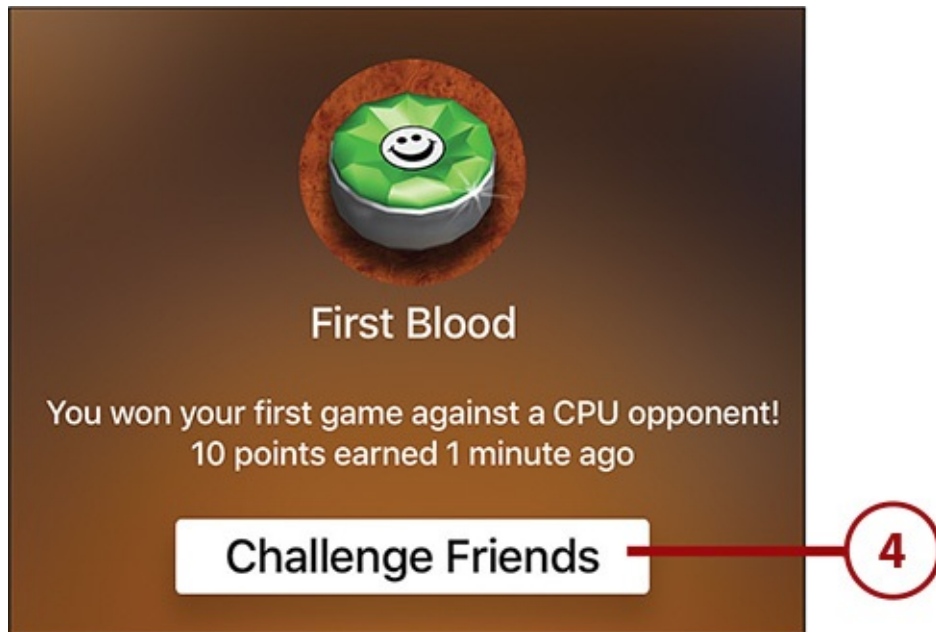 First Blood
You won your first game against a CPU opponent!
10 points earned 1 minute ago
Challenge Friends
4